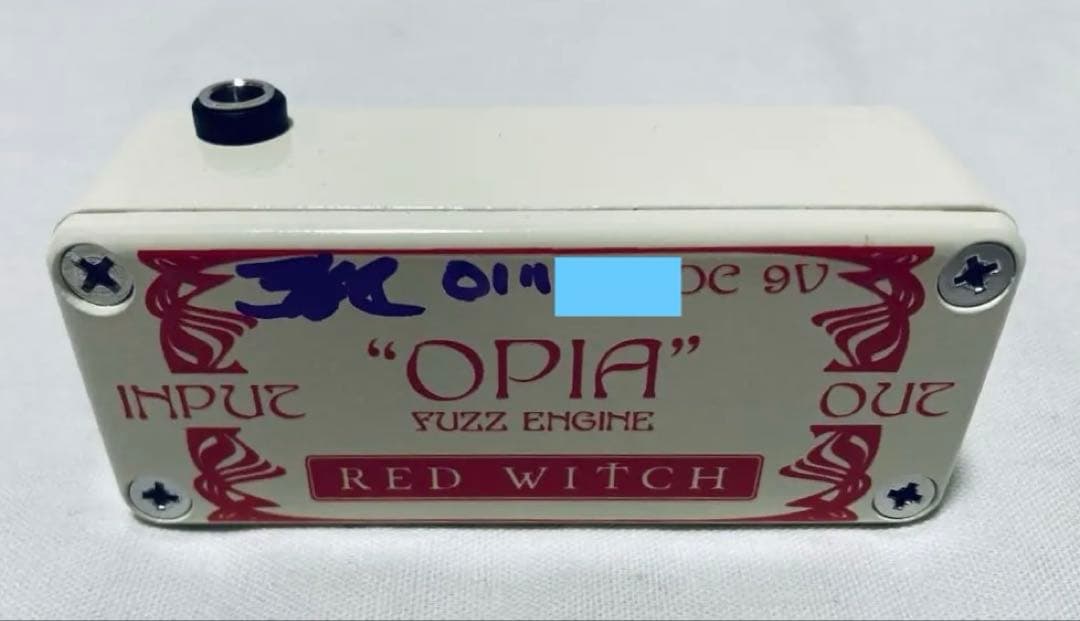 DC 9V
"OPIA"
INPUT
OUT
FUZZ ENGINE
RED WITCH